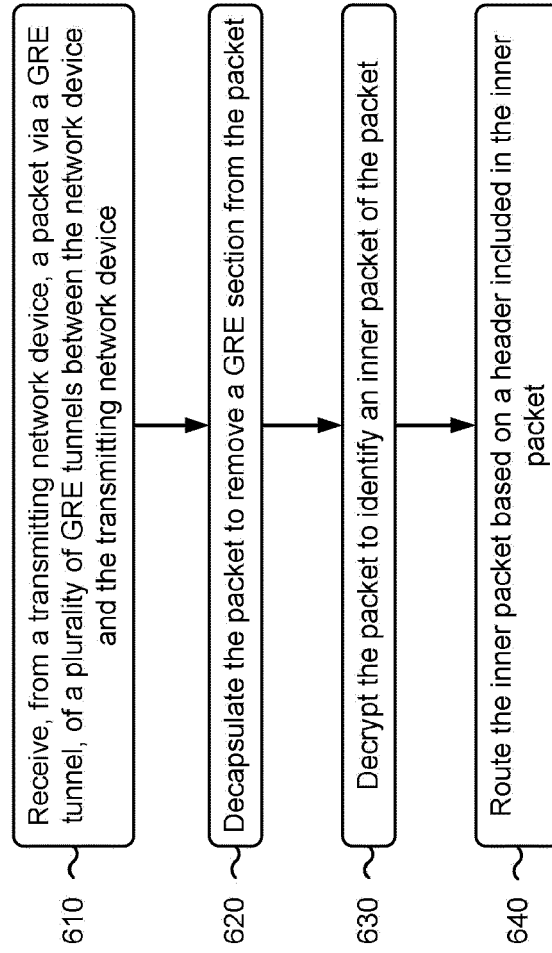 610
Receive, from a transmitting network device, a packet via a GRE
tunnel, of a plurality of GRE tunnels between the network device
and the transmitting network device
620
Decapsulate the packet to remove a GRE section from the packet
630
Decrypt the packet to identify an inner packet of the packet
640
Route the inner packet based on a header included in the inner
packet